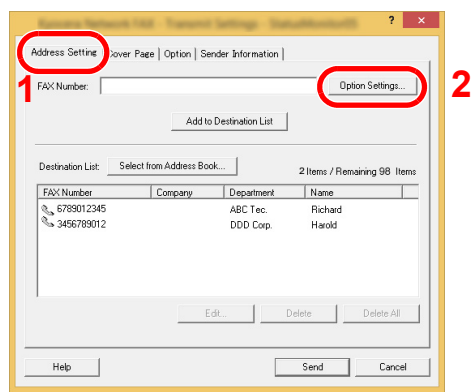 ? ×
Address Setting Cover Page Option Sender Information
1 2
FAX Number: Option Settings...
Add to Destination List
Destination List: Select from Address Book... 2 Items / Remaining 98 Items
FAX Number Company Department Name
6789012345 ABC Tec. Richard
3456789012 DDD Corp. Harold
Edit... Delete Delete All
Help Send Cancel